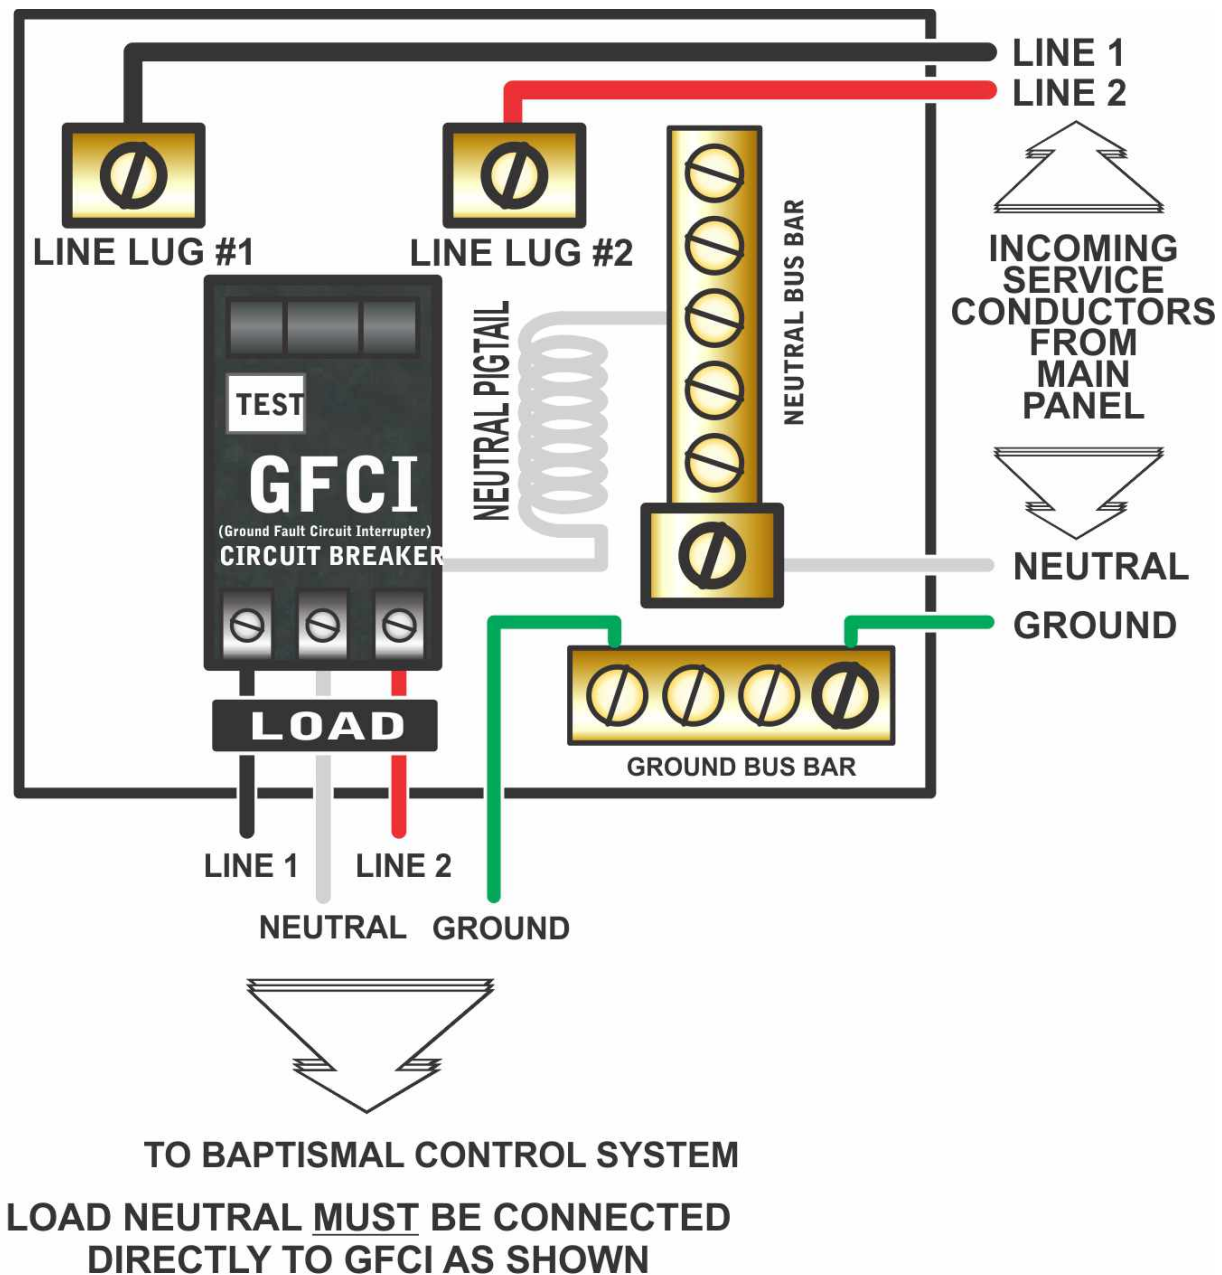 LINE 1
LINE 2
LINE LUG #1
LINE LUG #2
NEUTRAL BUS BAR
INCOMING
SERVICE
CONDUCTORS
FROM
MAIN
PANEL
NEUTRAL PIGTAIL
TEST
GFCI
(Ground Fault Circuit Interrupter)
CIRCUIT BREAKER
NEUTRAL
GROUND
LOAD
GROUND BUS BAR
LINE 1
LINE 2
NEUTRAL
GROUND
TO BAPTISMAL CONTROL SYSTEM
LOAD NEUTRAL MUST BE CONNECTED
DIRECTLY TO GFCI AS SHOWN